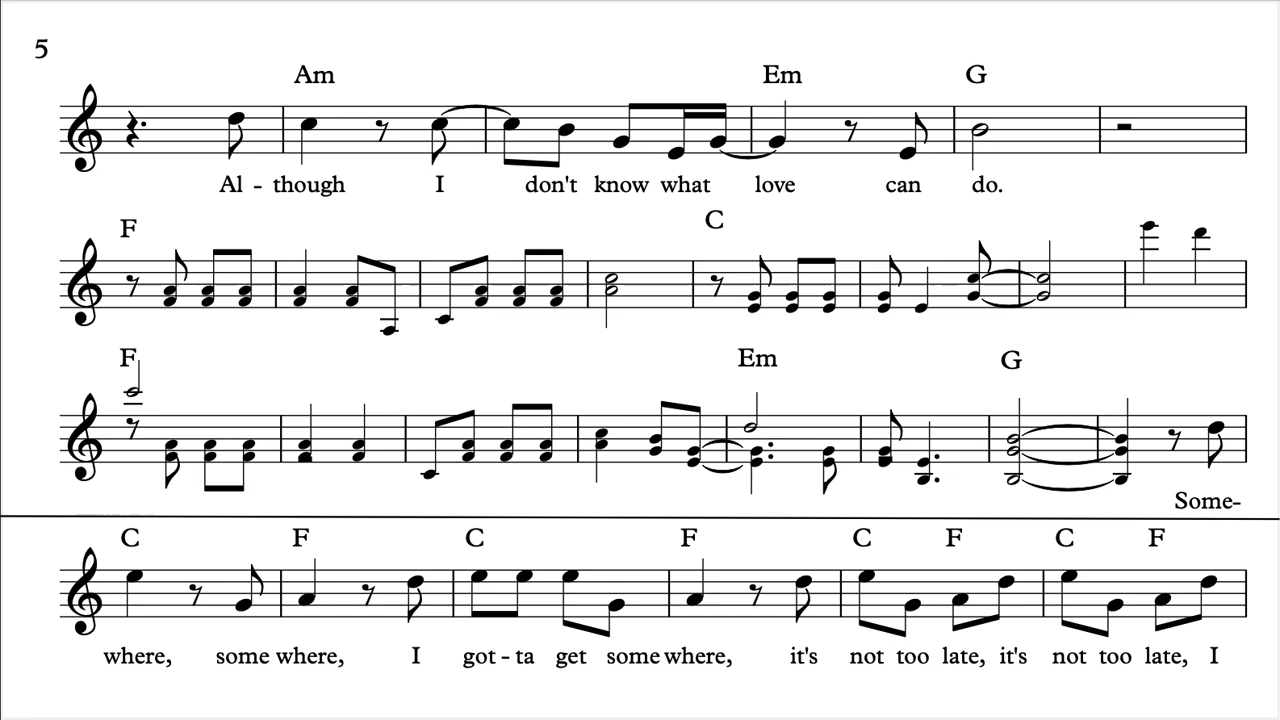 5
Am Em G
Al - though I don't know what love can do.
F C
F Em G
Some-
C F C F C F C F
where, some where, I got - ta get some where, it's not too late, it's not too late, I